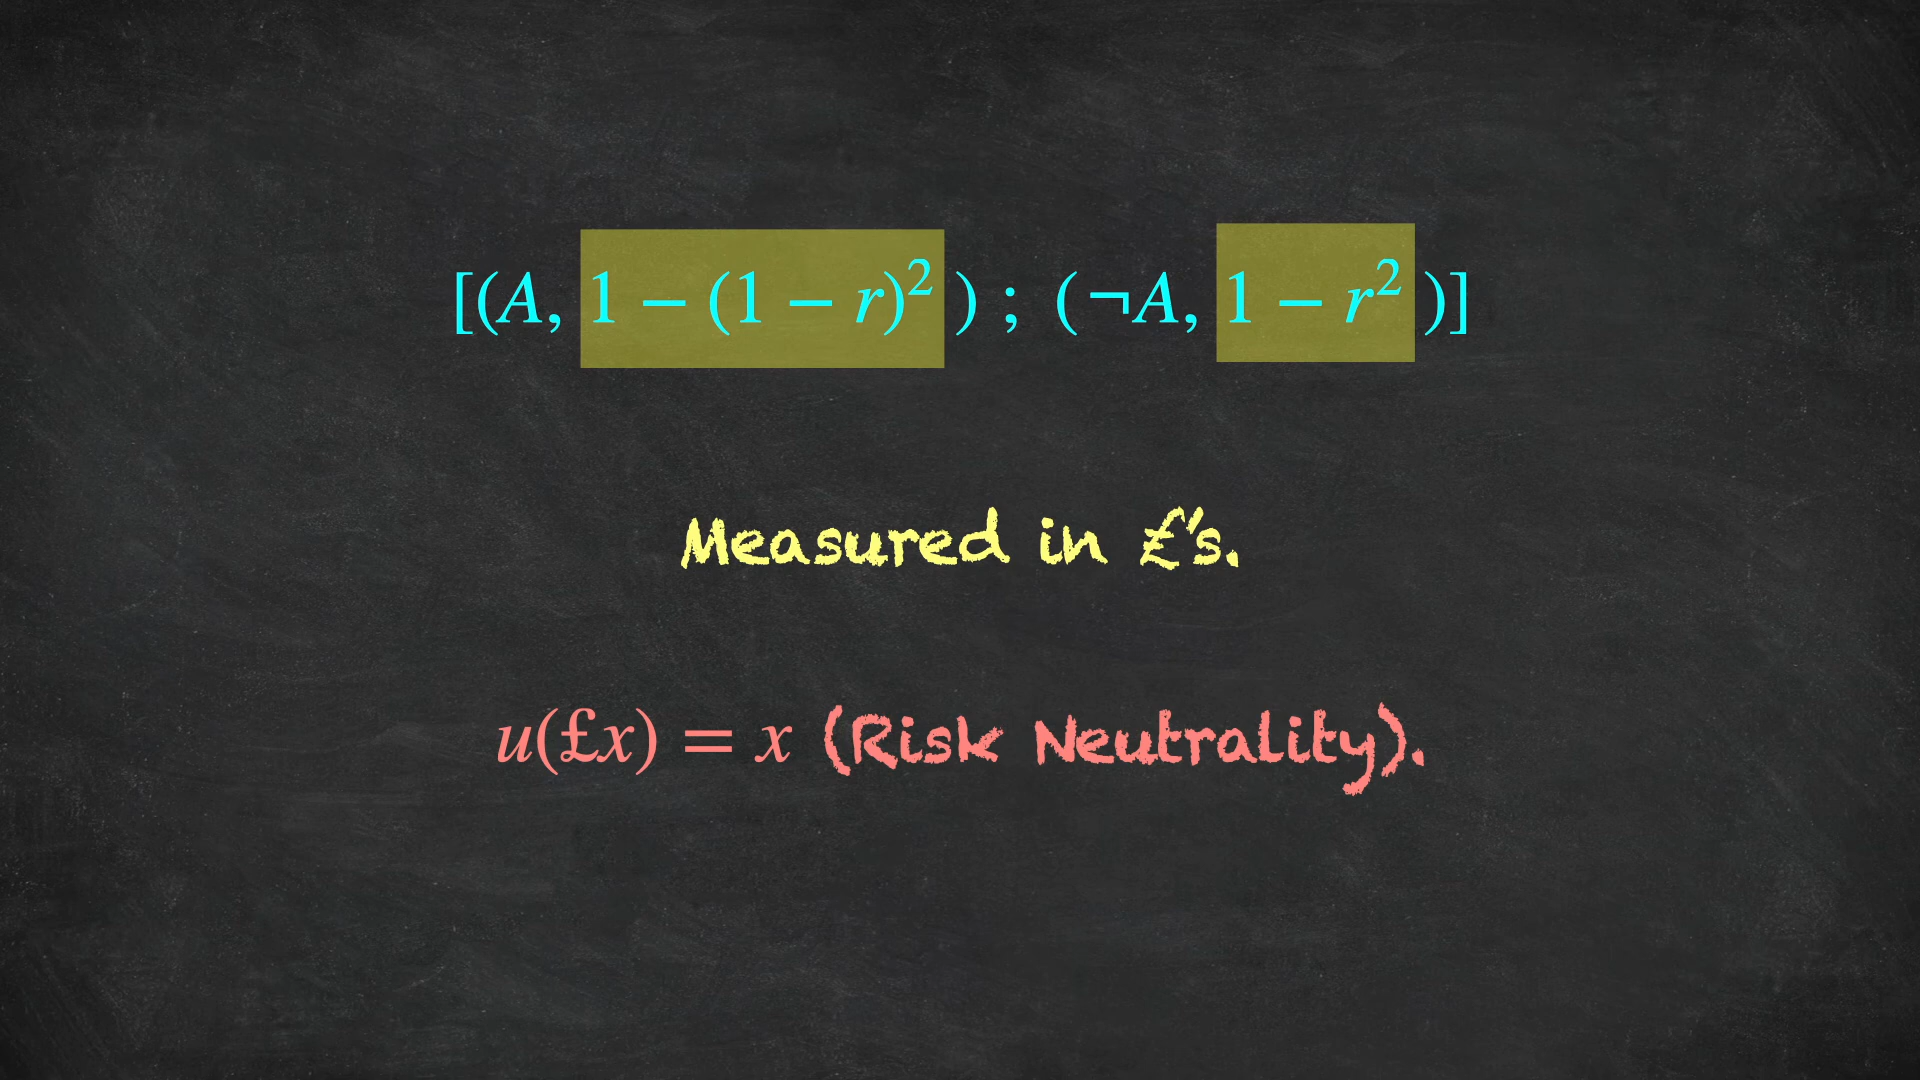 [(A, 1 − (1 − r)² ) ; (¬A, 1 − r² )]
Measured in £'s.
u(£x) = x (Risk Neutrality).